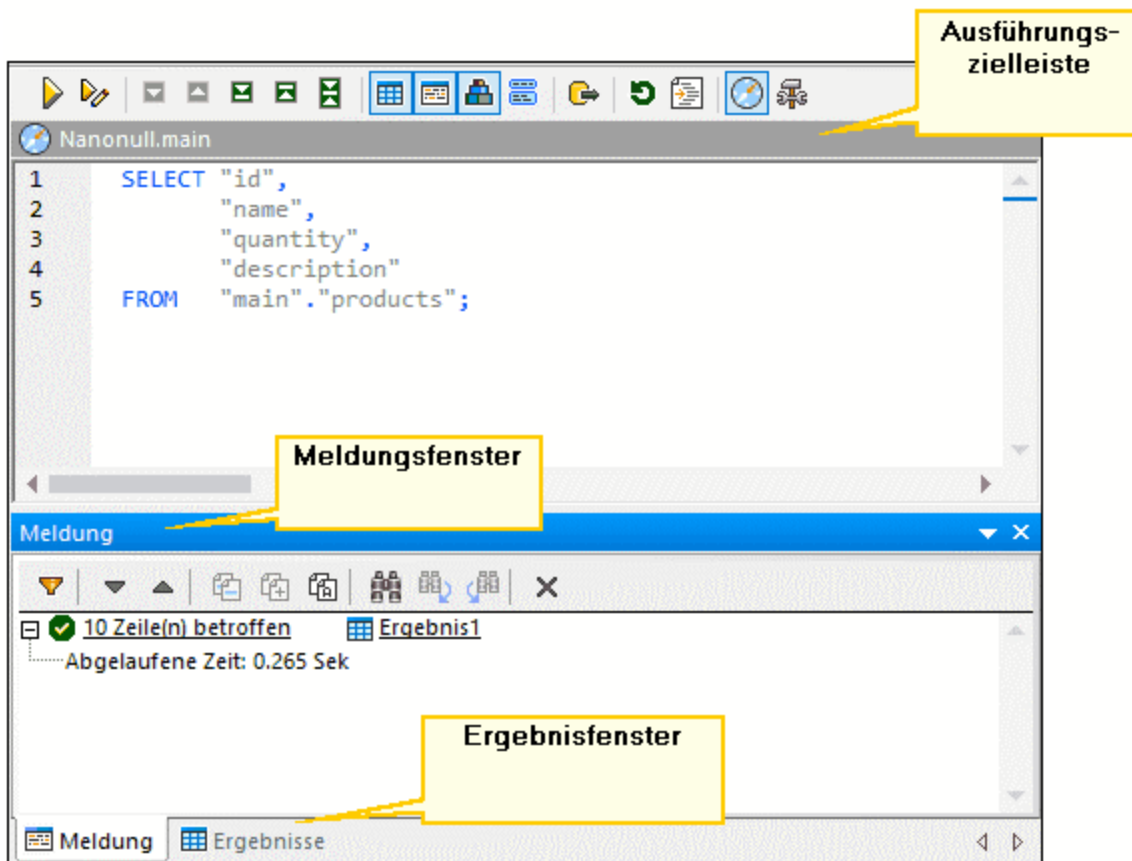 Ausführungs-
zielleiste
Nanonull.main
1 SELECT "id",
2 "name",
3 "quantity",
4 "description"
5 FROM "main"."products";
Meldungsfenster
Meldung
10 Zeile(n) betroffen Ergebnis1
Abgelaufene Zeit: 0.265 Sek
Ergebnisfenster
Meldung Ergebnisse